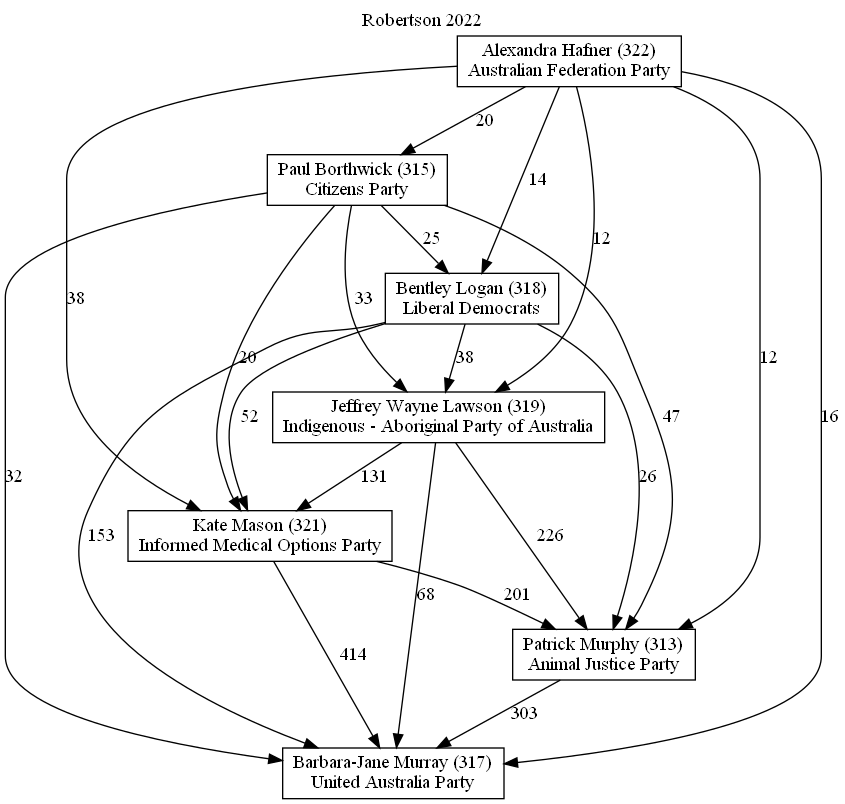 Robertson 2022
Alexandra Hafner (322)
Australian Federation Party
20
Paul Borthwick (315)
Citizens Party
14
25
12
Bentley Logan (318)
Liberal Democrats
38
33
20
38
12
Jeffrey Wayne Lawson (319)
Indigenous - Aboriginal Party of Australia
52
47
16
32
131
26
Kate Mason (321)
Informed Medical Options Party
153
226
68
201
Patrick Murphy (313)
Animal Justice Party
414
303
Barbara-Jane Murray (317)
United Australia Party